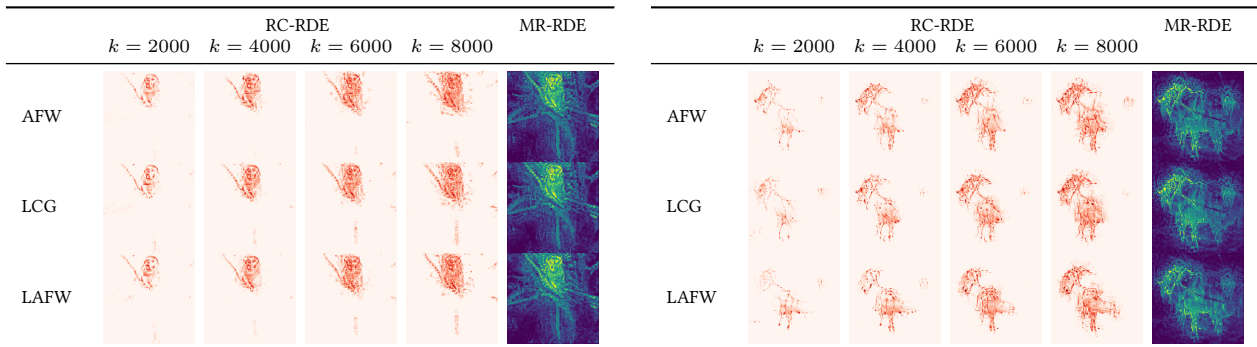 RC-RDE MR-RDE
k = 2000 k = 4000 k = 6000 k = 8000
AFW
LCG
LAFW
RC-RDE MR-RDE
k = 2000 k = 4000 k = 6000 k = 8000
AFW
LCG
LAFW